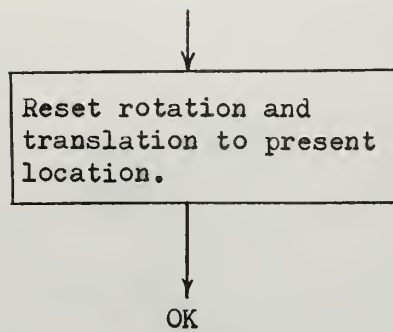 Reset rotation and
translation to present
location.
OK